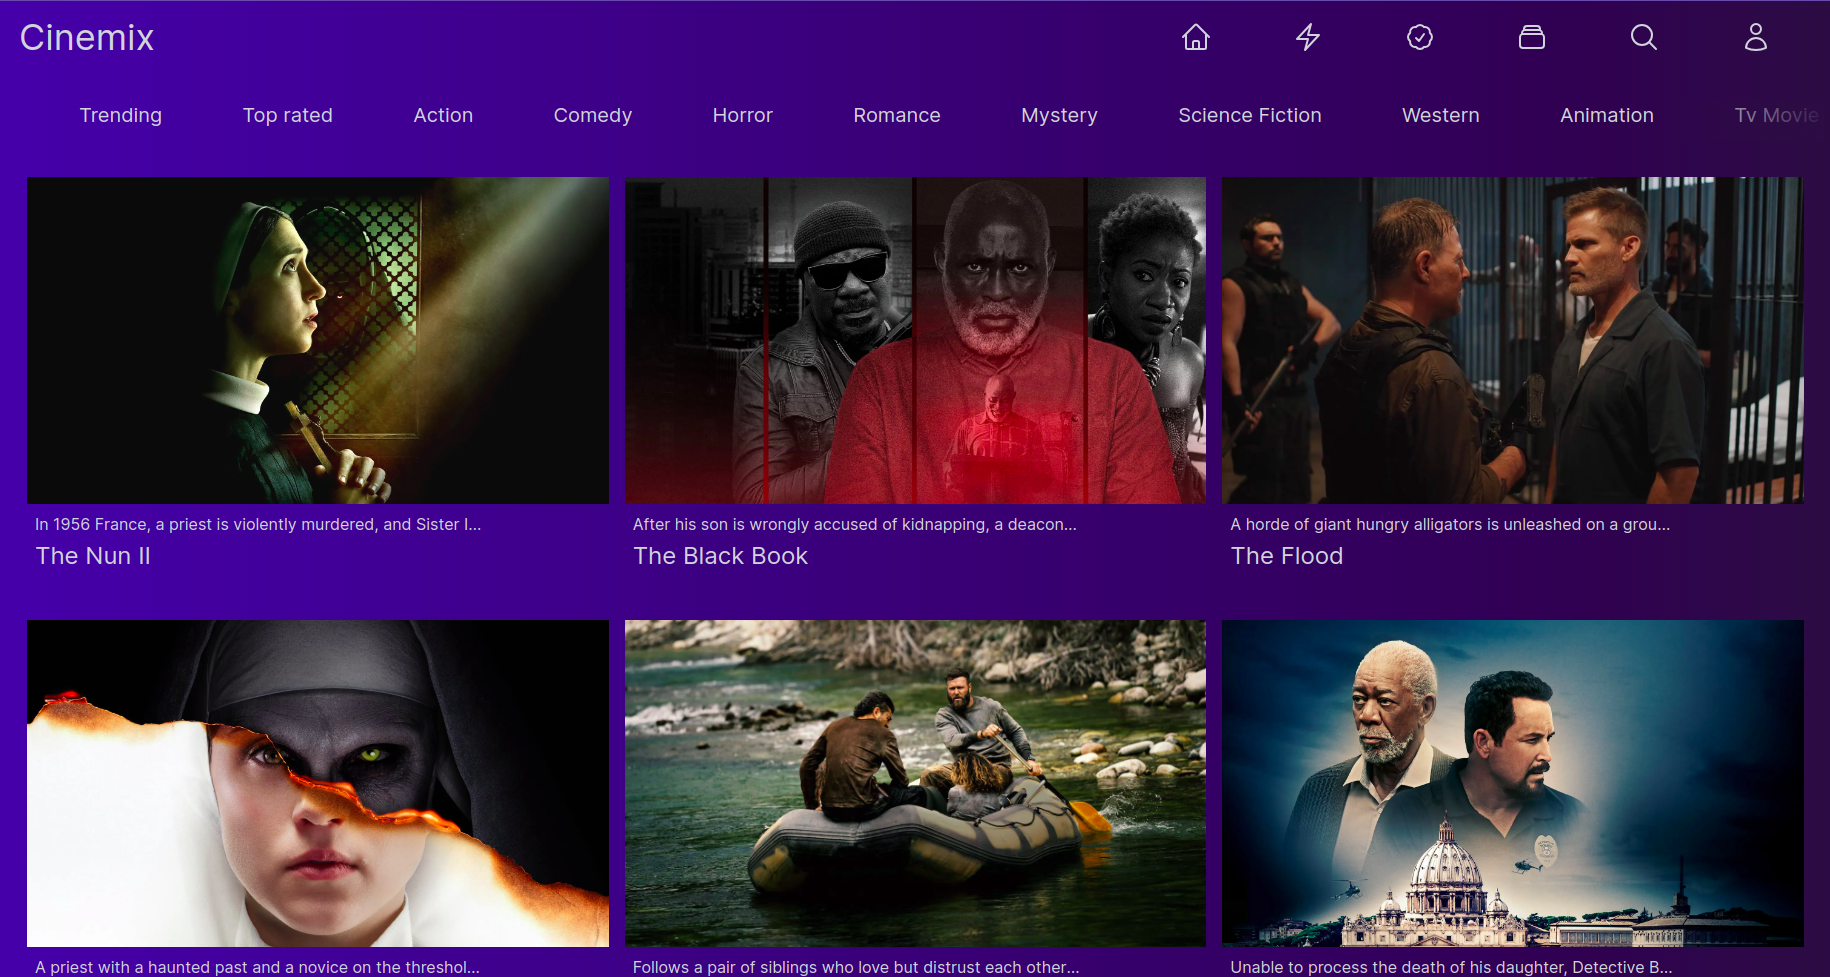 Cinemix
Trending Top rated Action Comedy Horror Romance Mystery Science Fiction Western Animation Tv Movie
In 1956 France, a priest is violently murdered, and Sister I...
The Nun II
After his son is wrongly accused of kidnapping, a deacon...
The Black Book
A horde of giant hungry alligators is unleashed on a grou...
The Flood
A priest with a haunted past and a novice on the threshol...
Follows a pair of siblings who love but distrust each other...
Unable to process the death of his daughter, Detective B...